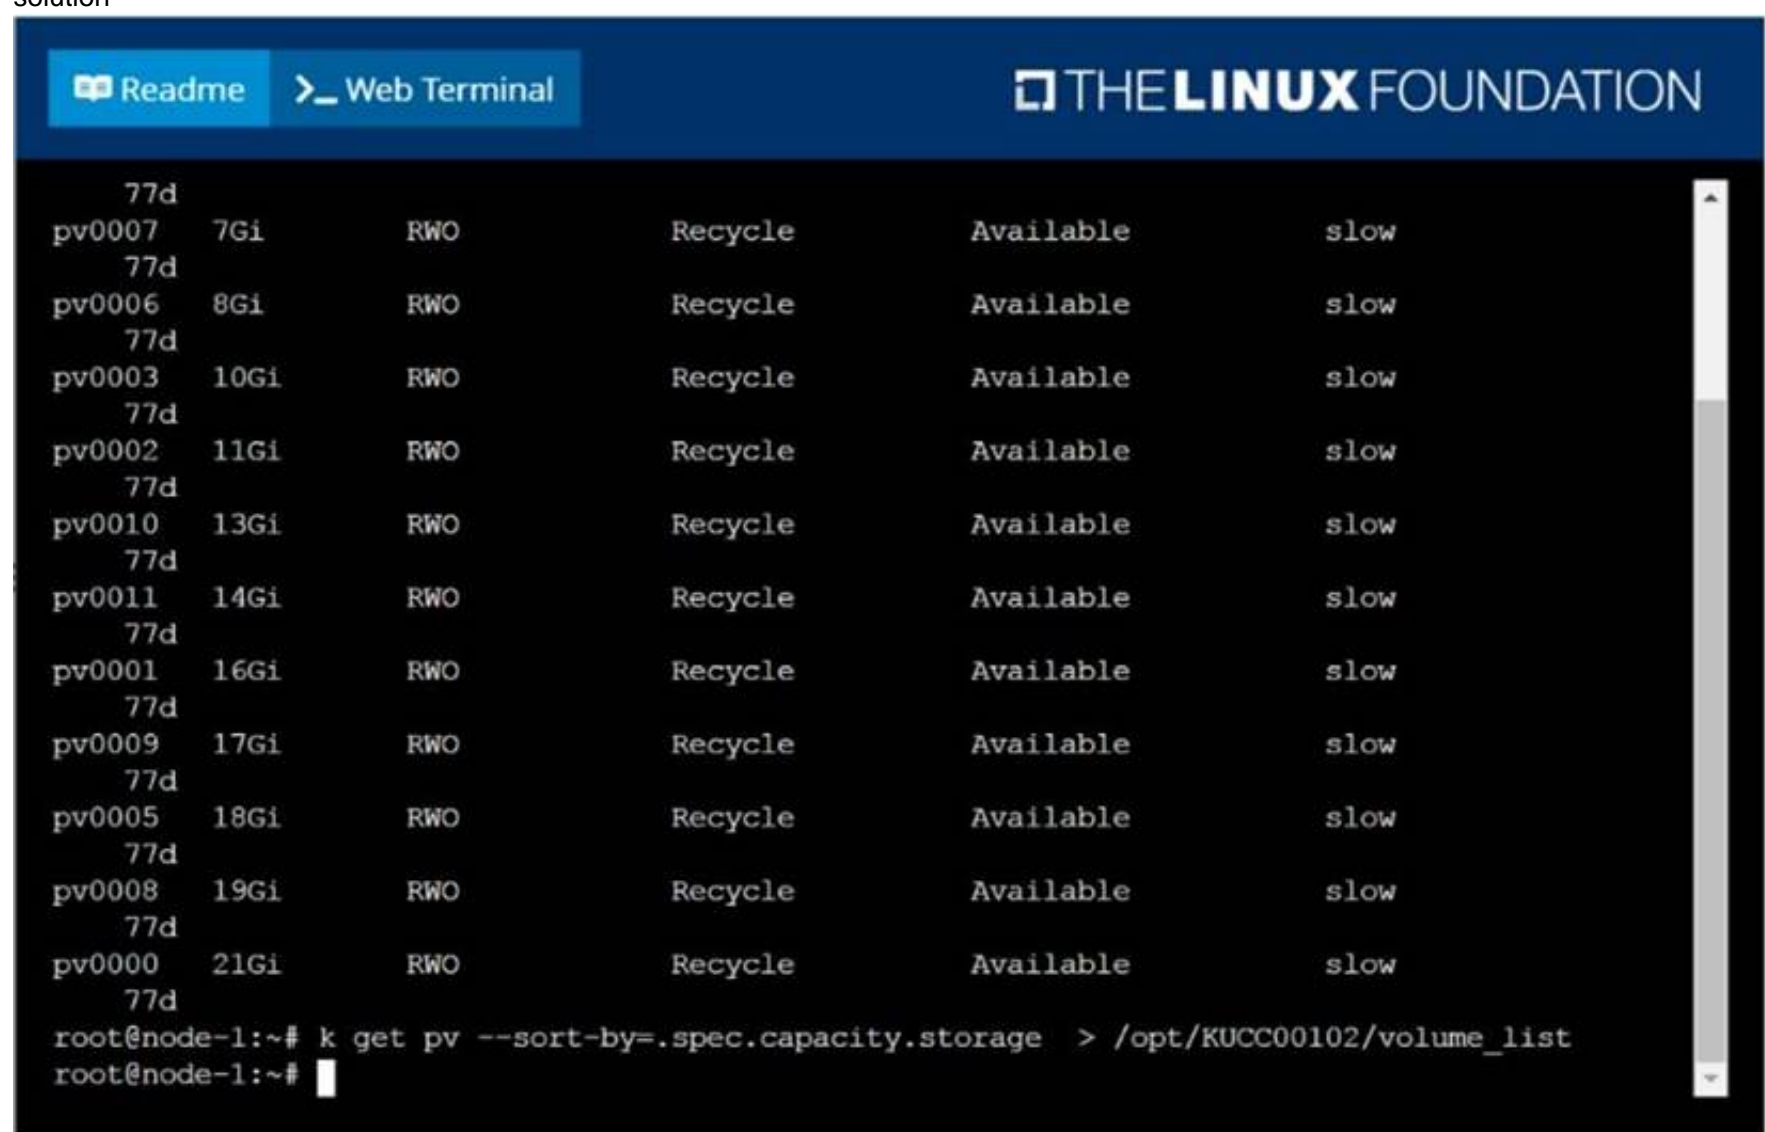 solution
Readme >_ Web Terminal THE LINUX FOUNDATION
77d
pv0007 7Gi RWO Recycle Available slow
77d
pv0006 8Gi RWO Recycle Available slow
77d
pv0003 10Gi RWO Recycle Available slow
77d
pv0002 11Gi RWO Recycle Available slow
77d
pv0010 13Gi RWO Recycle Available slow
77d
pv0011 14Gi RWO Recycle Available slow
77d
pv0001 16Gi RWO Recycle Available slow
77d
pv0009 17Gi RWO Recycle Available slow
77d
pv0005 18Gi RWO Recycle Available slow
77d
pv0008 19Gi RWO Recycle Available slow
77d
pv0000 21Gi RWO Recycle Available slow
77d
root@node-1:~# k get pv --sort-by=.spec.capacity.storage > /opt/KUCC00102/volume_list
root@node-1:~#